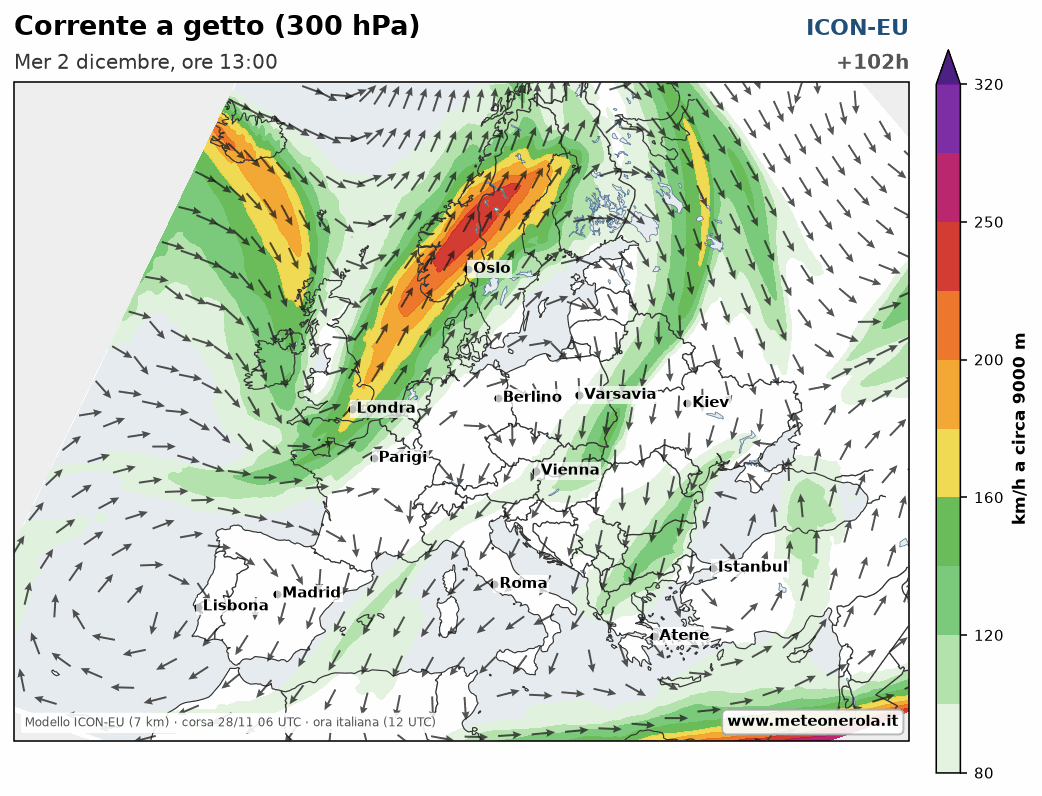 Corrente a getto (300 hPa)
ICON-EU
Mer 2 dicembre, ore 13:00
+102h
320
250
200
160
120
80
km/h a circa 9000 m
Oslo
Londra
Berlino
Varsavia
Kiev
Parigi
Vienna
Istanbul
Roma
Madrid
Lisbona
Atene
Modello ICON-EU (7 km) · corsa 28/11 06 UTC · ora italiana (12 UTC)
www.meteonerola.it